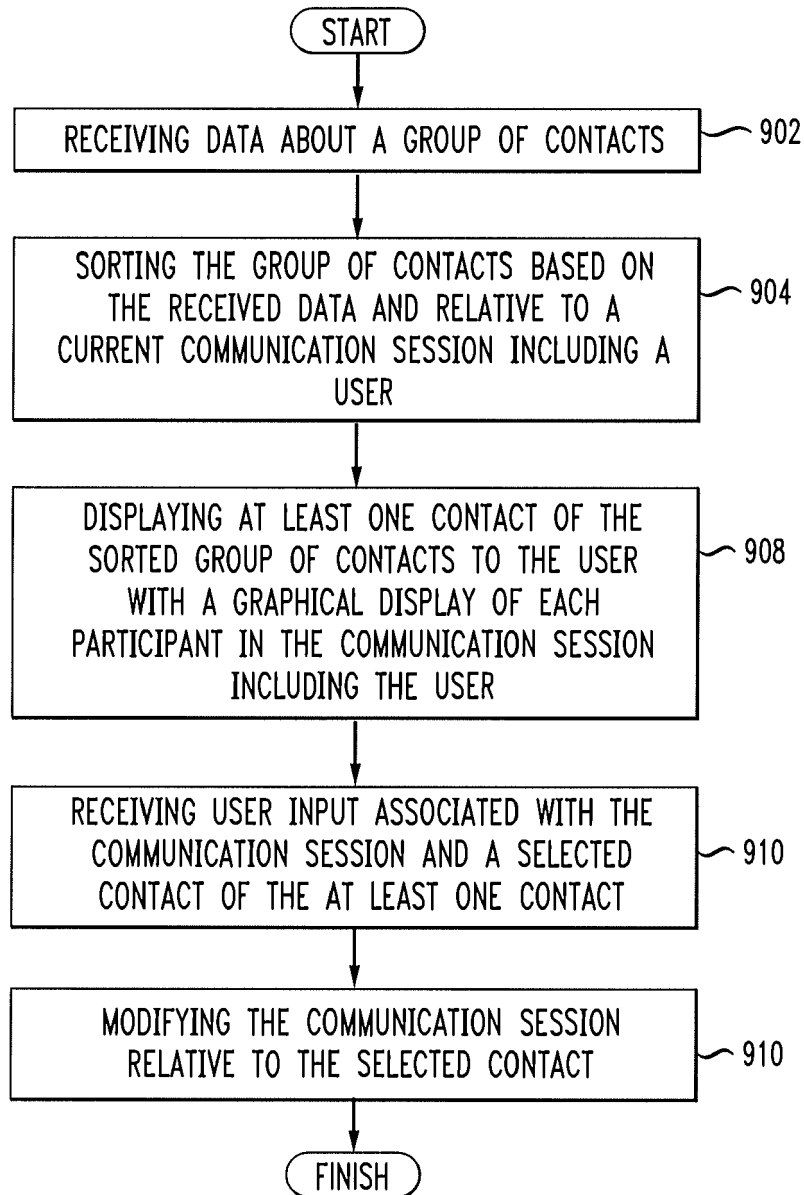 START
RECEIVING DATA ABOUT A GROUP OF CONTACTS
902
SORTING THE GROUP OF CONTACTS BASED ON
THE RECEIVED DATA AND RELATIVE TO A
CURRENT COMMUNICATION SESSION INCLUDING A
USER
904
DISPLAYING AT LEAST ONE CONTACT OF THE
SORTED GROUP OF CONTACTS TO THE USER
WITH A GRAPHICAL DISPLAY OF EACH
PARTICIPANT IN THE COMMUNICATION SESSION
INCLUDING THE USER
908
RECEIVING USER INPUT ASSOCIATED WITH THE
COMMUNICATION SESSION AND A SELECTED
CONTACT OF THE AT LEAST ONE CONTACT
910
MODIFYING THE COMMUNICATION SESSION
RELATIVE TO THE SELECTED CONTACT
910
FINISH